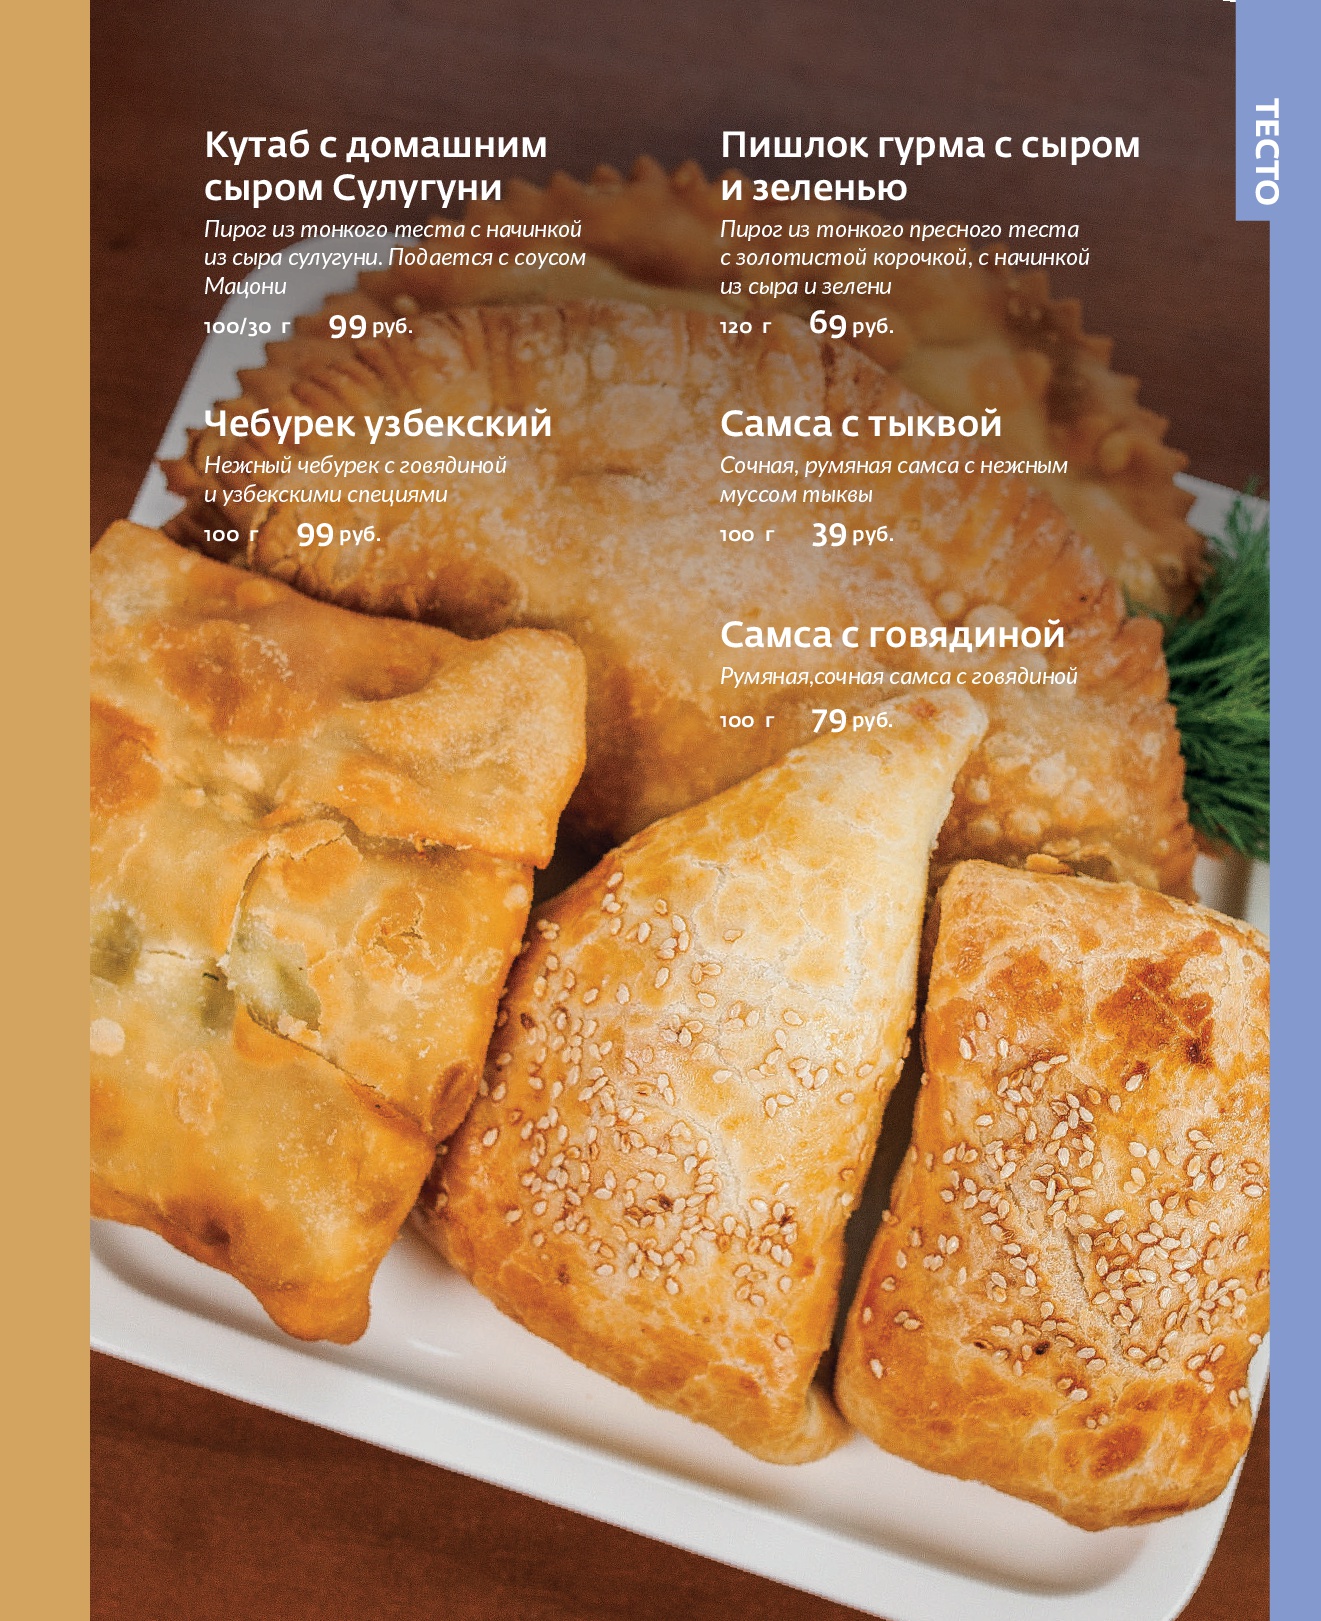 ТЕСТО
Кутаб с домашним
сыром Сулугуни
Пирог из тонкого теста с начинкой
из сыра сулугуни. Подается с соусом
Мацони
100/30 г 99 руб.
Чебурек узбекский
Нежный чебурек с говядиной
и узбекскими специями
100 г 99 руб.
Пишлок гурма с сыром
и зеленью
Пирог из тонкого пресного теста
с золотистой корочкой, с начинкой
из сыра и зелени
120 г 69 руб.
Самса с тыквой
Сочная, румяная самса с нежным
муссом тыквы
100 г 39 руб.
Самса с говядиной
Румяная,сочная самса с говядиной
100 г 79 руб.